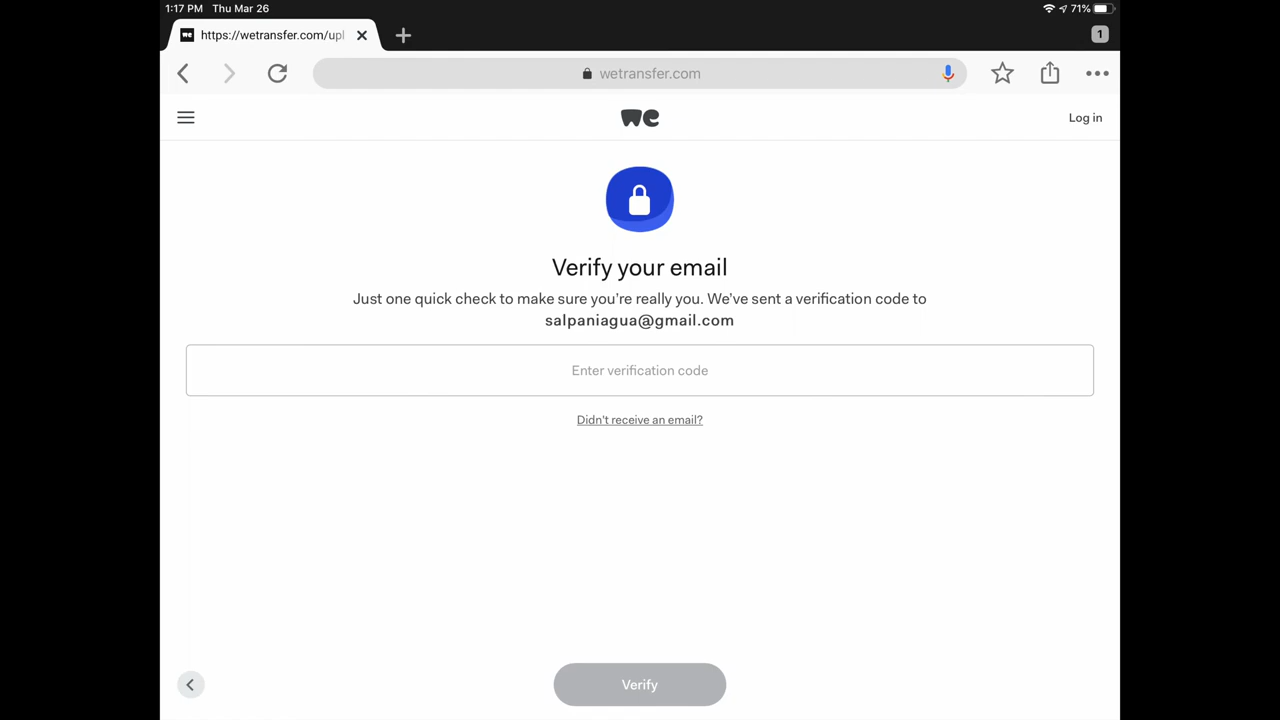 1:17 PM Thu Mar 26
71%
https://wetransfer.com/upl
1
wetransfer.com
we
Log in
Verify your email
Just one quick check to make sure you're really you. We've sent a verification code to
salpaniagua@gmail.com
Enter verification code
Didn't receive an email?
Verify